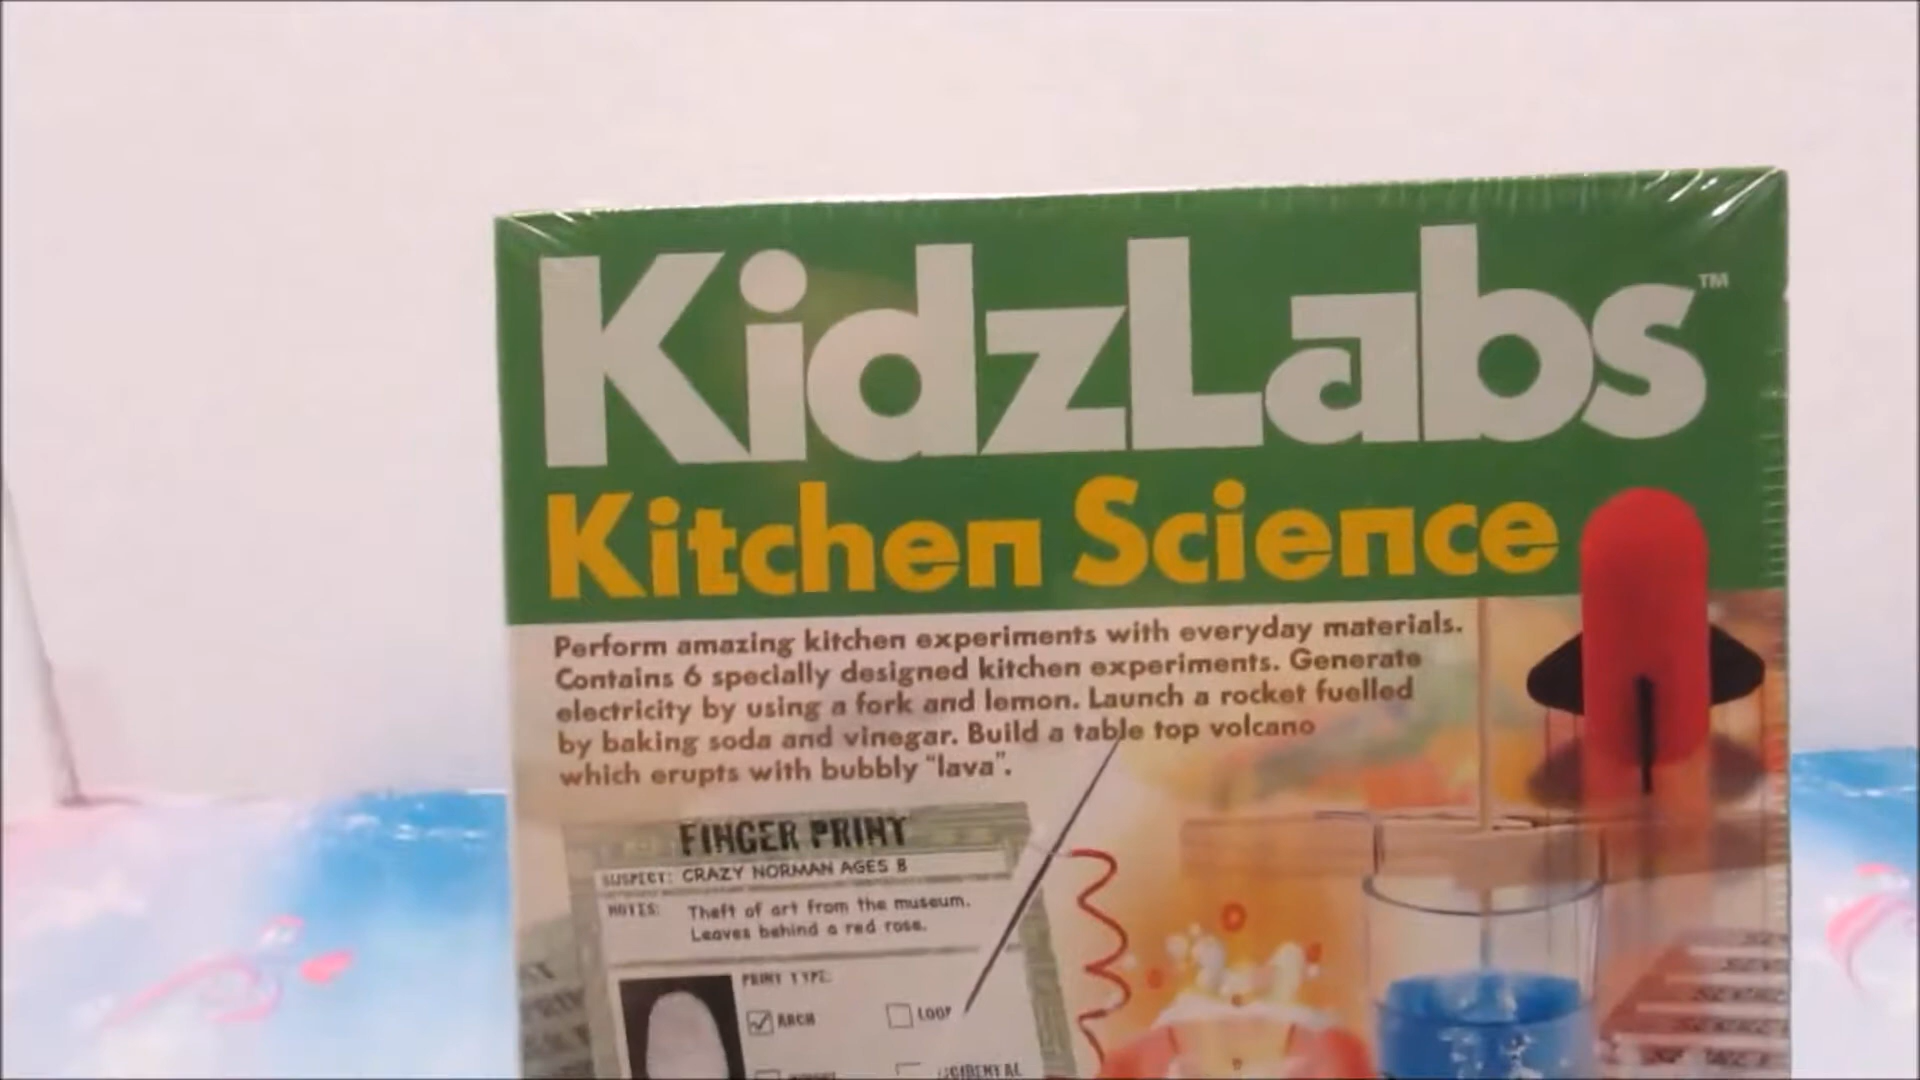 KidzLabs™
Kitchen Science
Perform amazing kitchen experiments with everyday materials.
Contains 6 specially designed kitchen experiments. Generate
electricity by using a fork and lemon. Launch a rocket fuelled
by baking soda and vinegar. Build a table top volcano
which erupts with bubbly “lava”.
FINGER PRINT
SUSPECT: CRAZY NORMAN AGES 8
NOTES: Theft of art from the museum.
Leaves behind a red rose.
PRINT TYPE:
ARCH LOOP